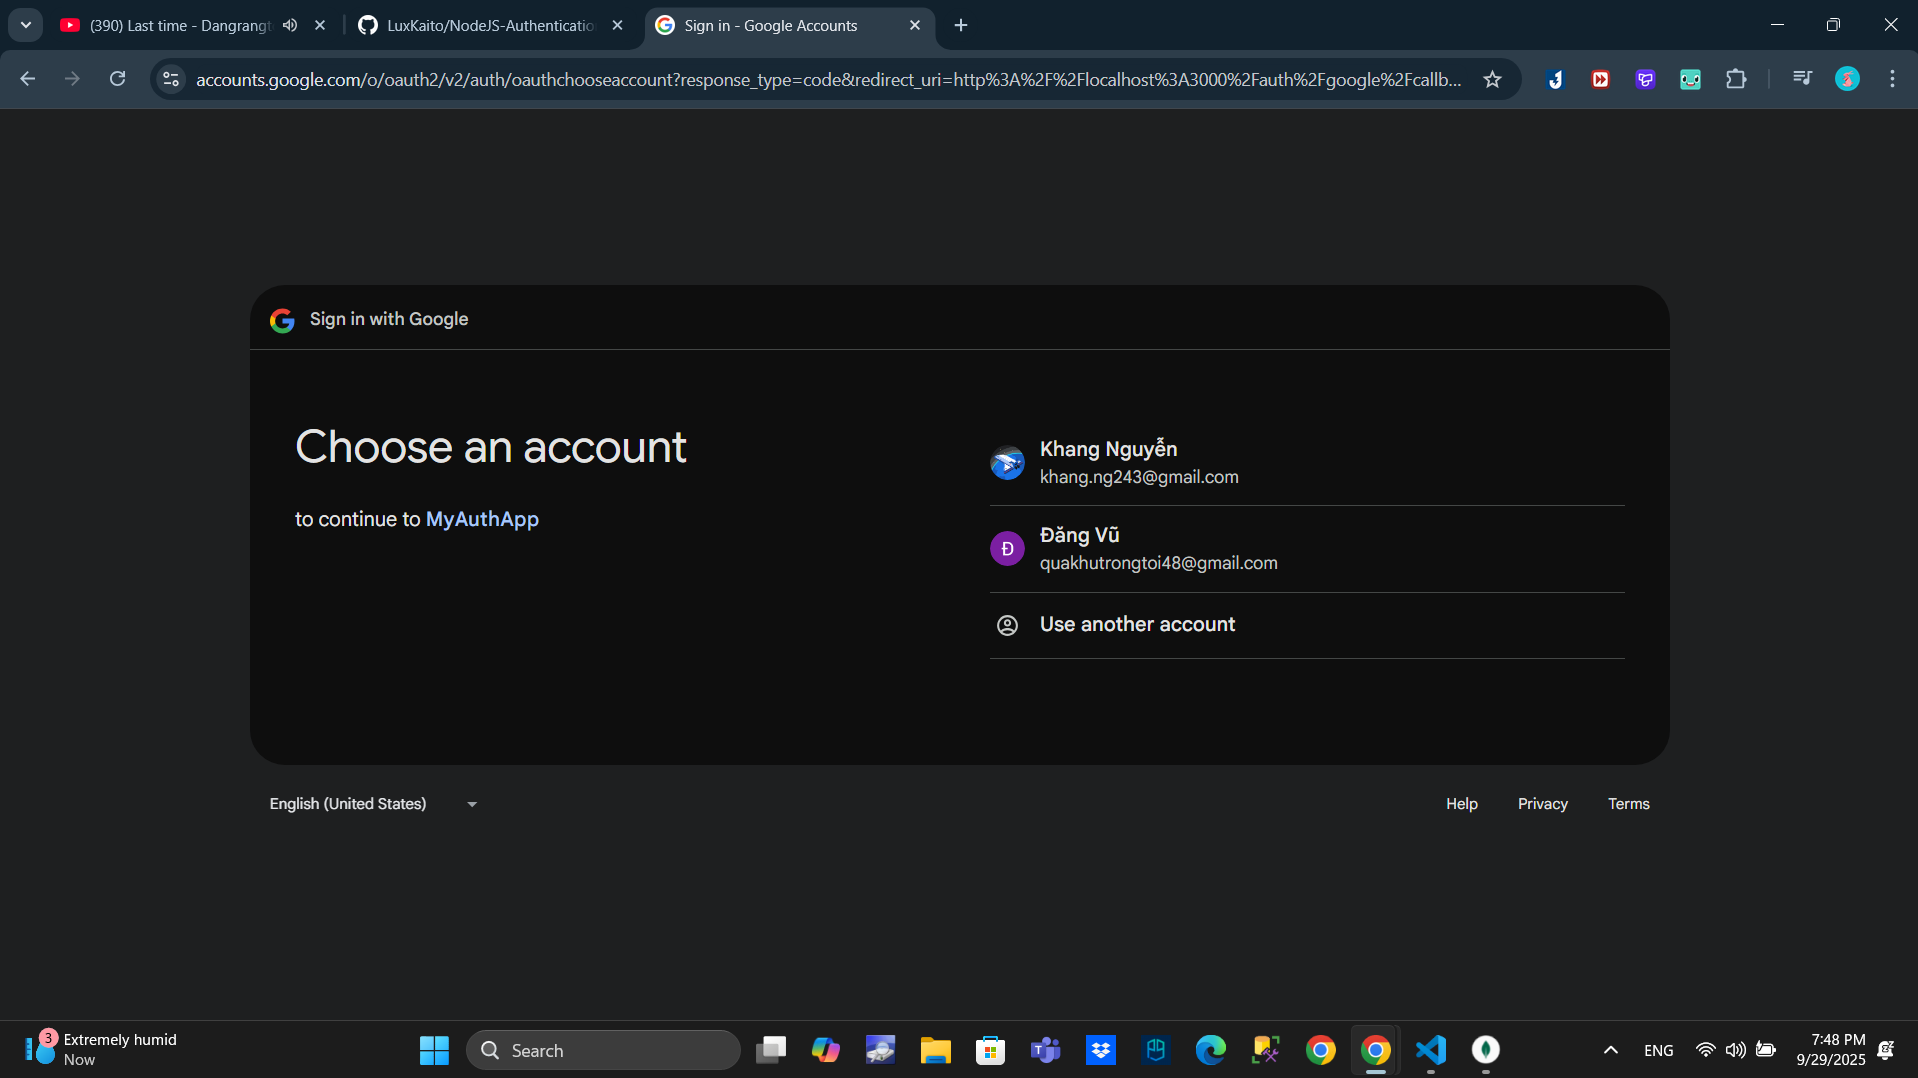 (390) Last time - Dangrangt
LuxKaito/NodeJS-Authenticatio
Sign in - Google Accounts
accounts.google.com/o/oauth2/v2/auth/oauthchooseaccount?response_type=code&redirect_uri=http%3A%2F%2Flocalhost%3A3000%2Fauth%2Fgoogle%2Fcallb...
Sign in with Google
Choose an account
to continue to MyAuthApp
Khang Nguyễn
khang.ng243@gmail.com
Đ
Đăng Vũ
quakhutrongtoi48@gmail.com
Use another account
English (United States)
Help
Privacy
Terms
3
Extremely humid
Now
Search
ENG
7:48 PM
9/29/2025